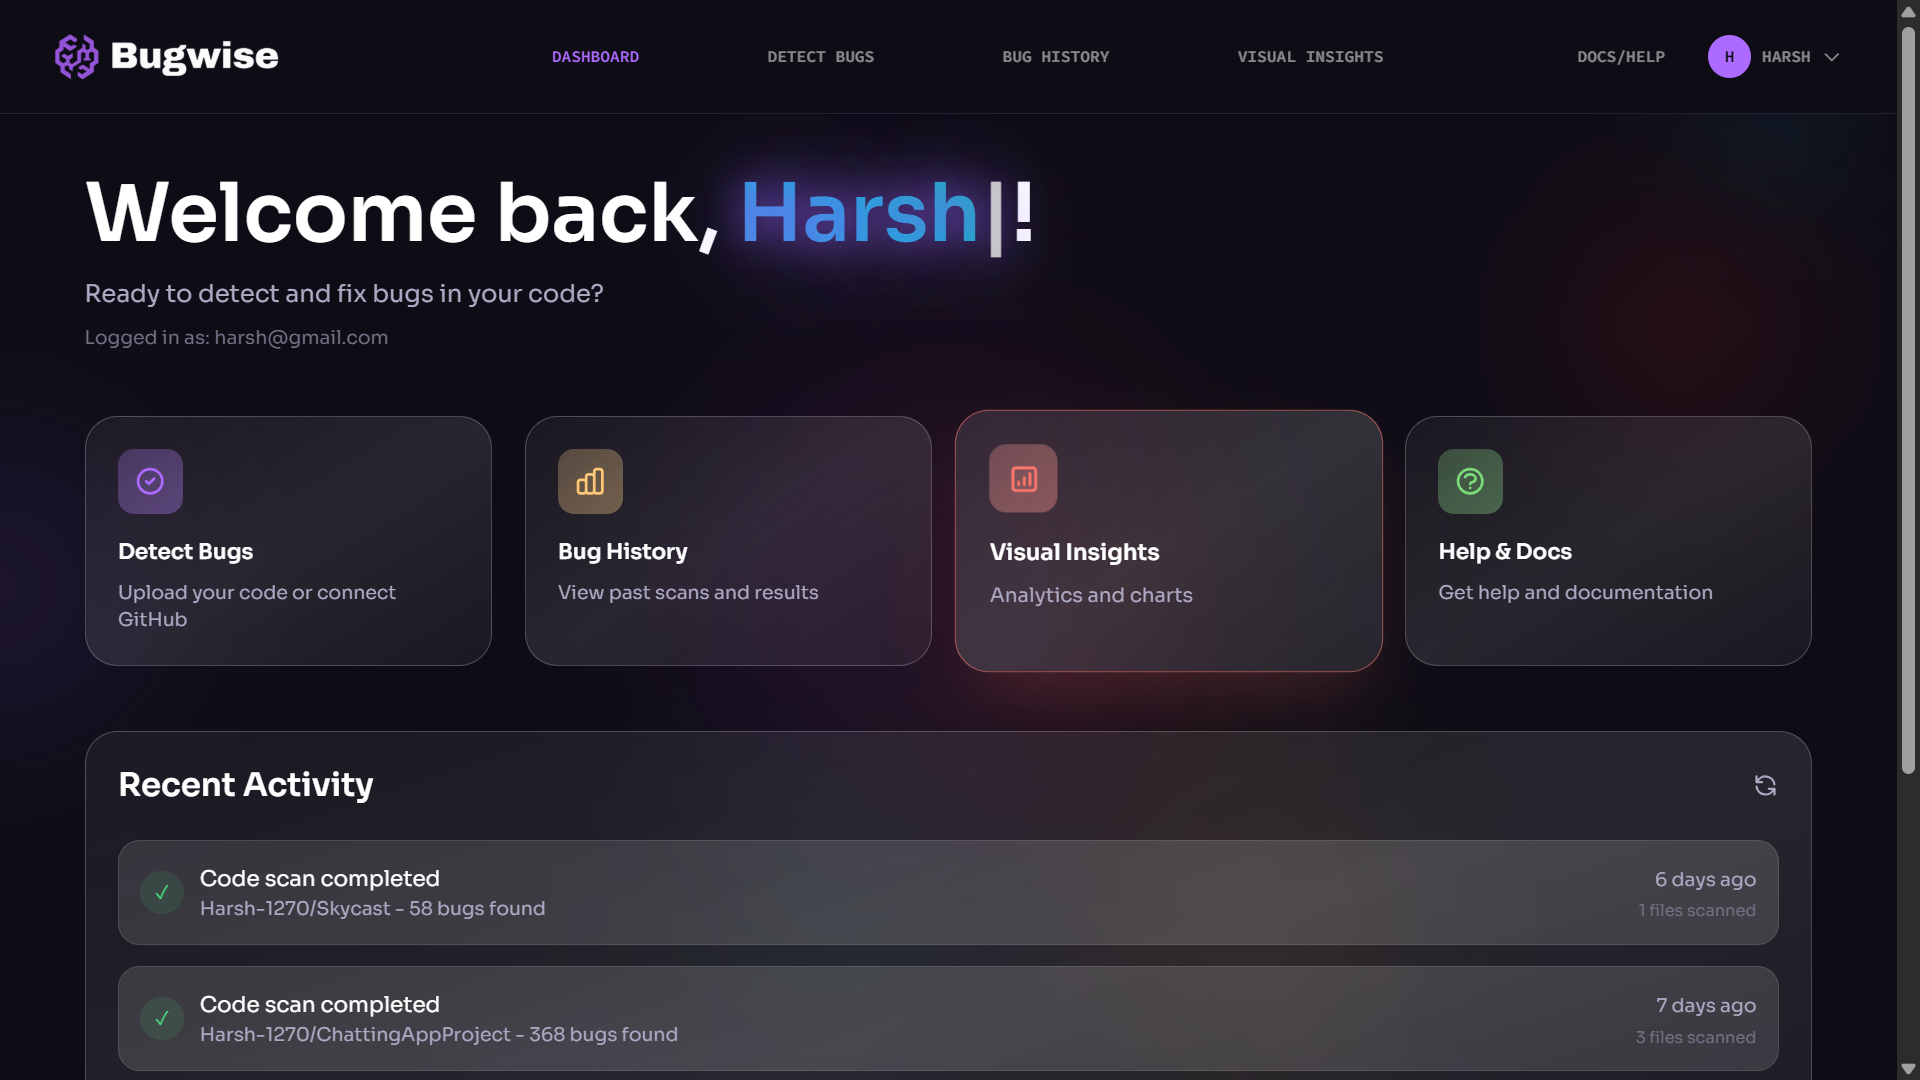 Bugwise
DASHBOARD
DETECT BUGS
BUG HISTORY
VISUAL INSIGHTS
DOCS/HELP
H
HARSH
Welcome back, Harsh|!
Ready to detect and fix bugs in your code?
Logged in as: harsh@gmail.com
Detect Bugs
Upload your code or connect
GitHub
Bug History
View past scans and results
Visual Insights
Analytics and charts
Help & Docs
Get help and documentation
Recent Activity
Code scan completed
Harsh-1270/Skycast - 58 bugs found
6 days ago
1 files scanned
Code scan completed
Harsh-1270/ChattingAppProject - 368 bugs found
7 days ago
3 files scanned